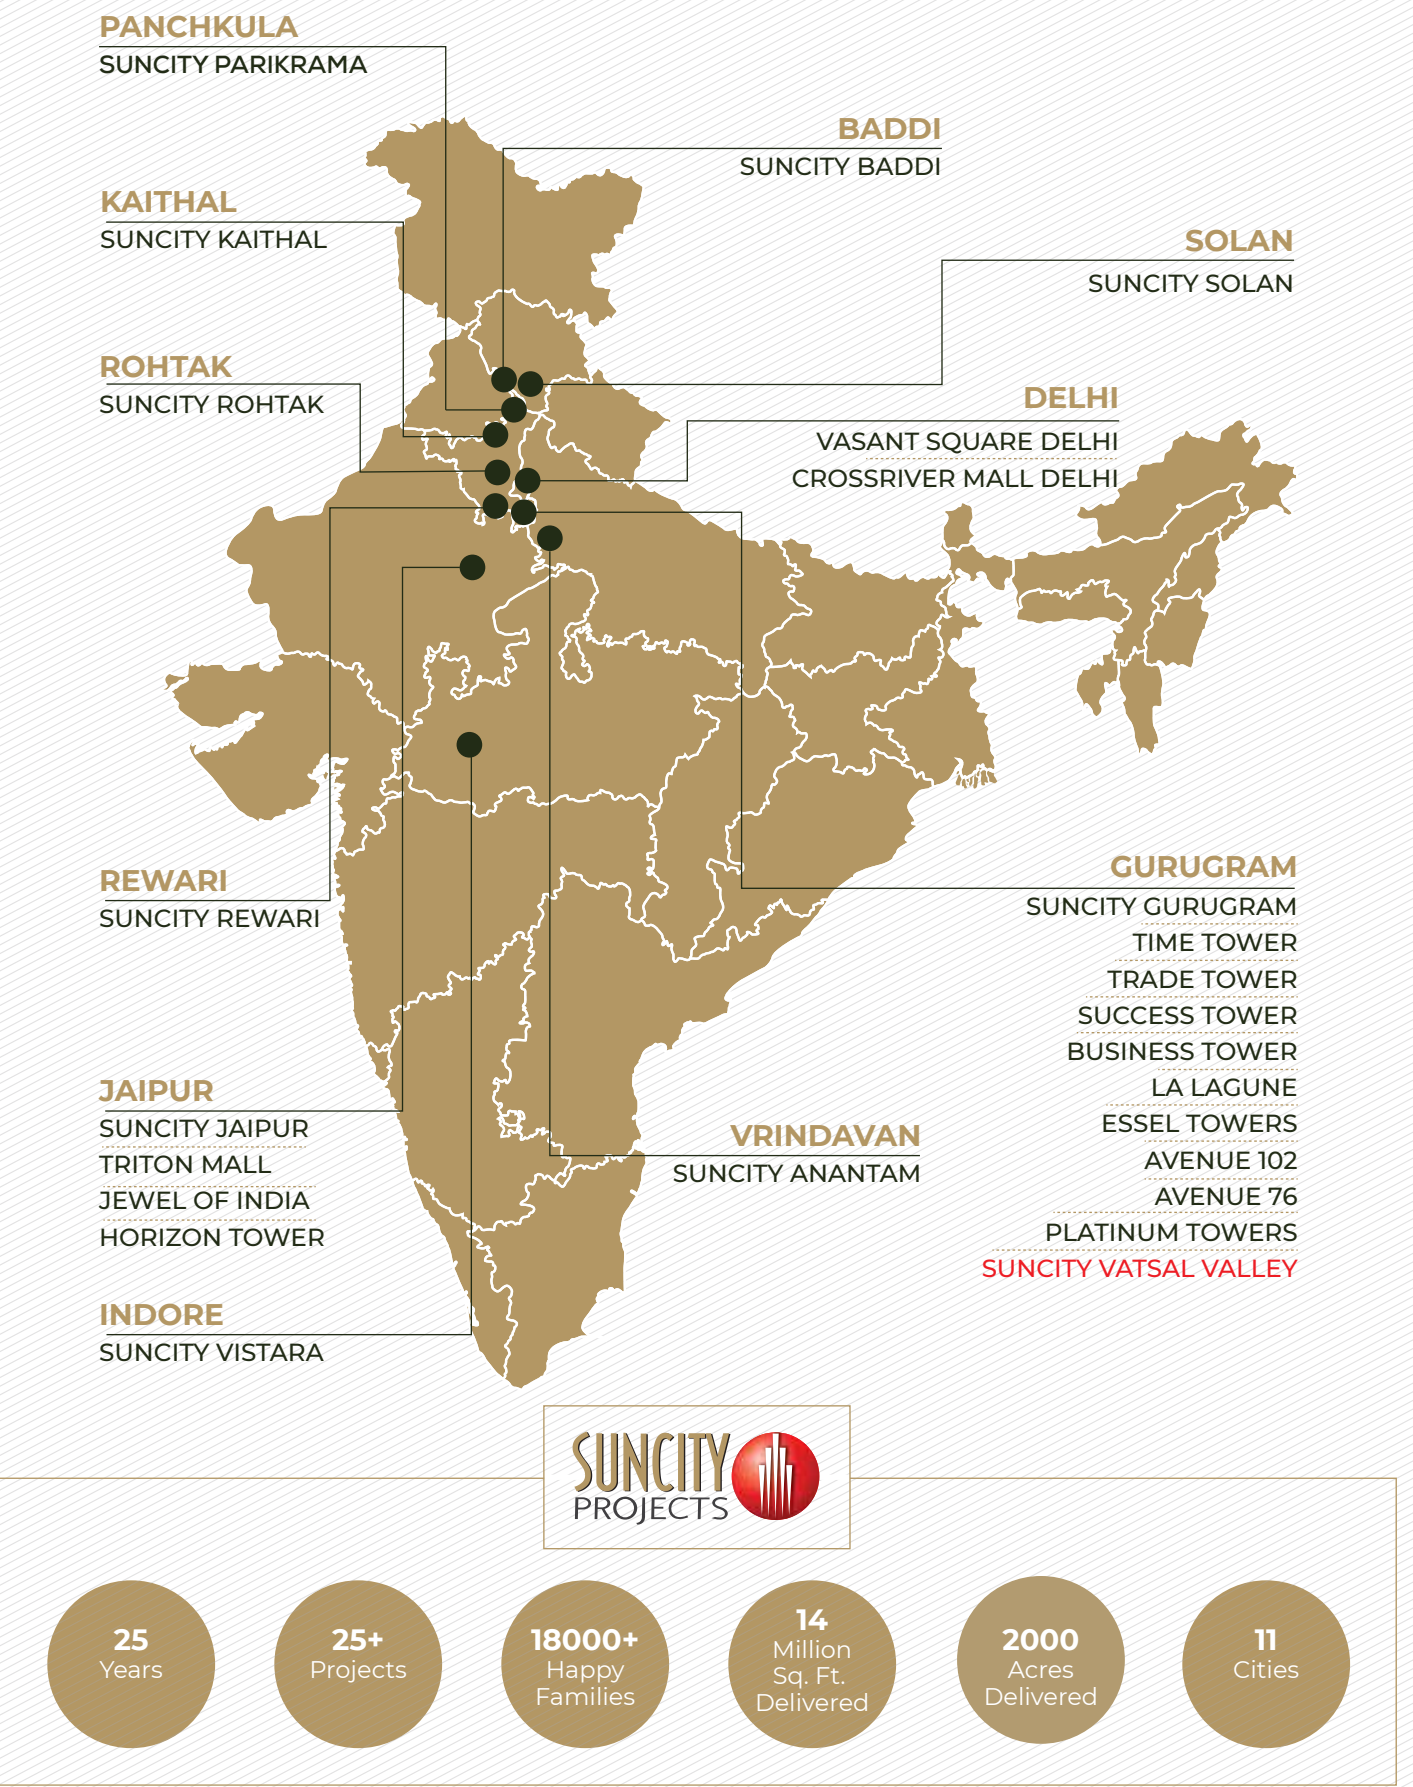 PANCHKULA
SUNCITY PARIKRAMA
BADDI
SUNCITY BADDI
KAITHAL
SUNCITY KAITHAL
SOLAN
SUNCITY SOLAN
ROHTAK
SUNCITY ROHTAK
DELHI
VASANT SQUARE DELHI
CROSSRIVER MALL DELHI
REWARI
SUNCITY REWARI
GURUGRAM
SUNCITY GURUGRAM
TIME TOWER
TRADE TOWER
SUCCESS TOWER
BUSINESS TOWER
LA LAGUNE
ESSEL TOWERS
AVENUE 102
AVENUE 76
PLATINUM TOWERS
SUNCITY VATSAL VALLEY
JAIPUR
SUNCITY JAIPUR
TRITON MALL
JEWEL OF INDIA
HORIZON TOWER
VRINDAVAN
SUNCITY ANANTAM
INDORE
SUNCITY VISTARA
SUNCITY
PROJECTS
25
Years
25+
Projects
18000+
Happy
Families
14
Million
Sq. Ft.
Delivered
2000
Acres
Delivered
11
Cities